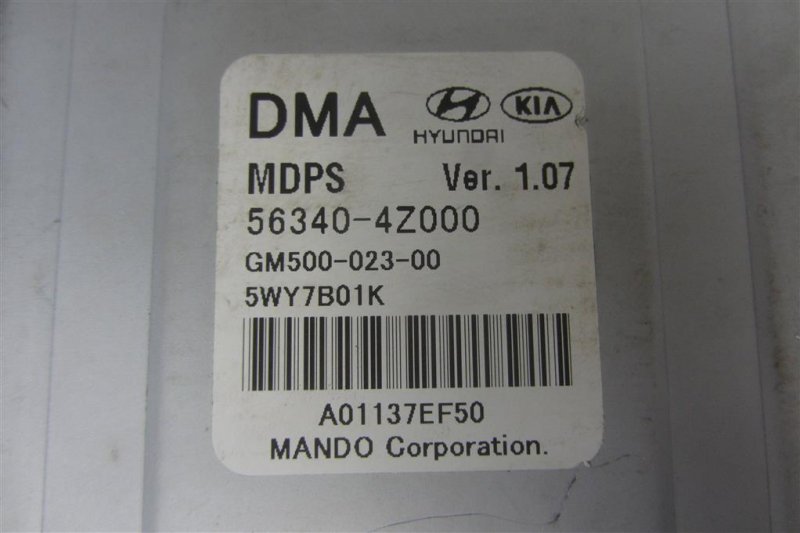 DMA HYUNDAI KIA
MDPS Ver. 1.07
56340-4Z000
GM500-023-00
5WY7B01K
A01137EF50
MANDO Corporation.